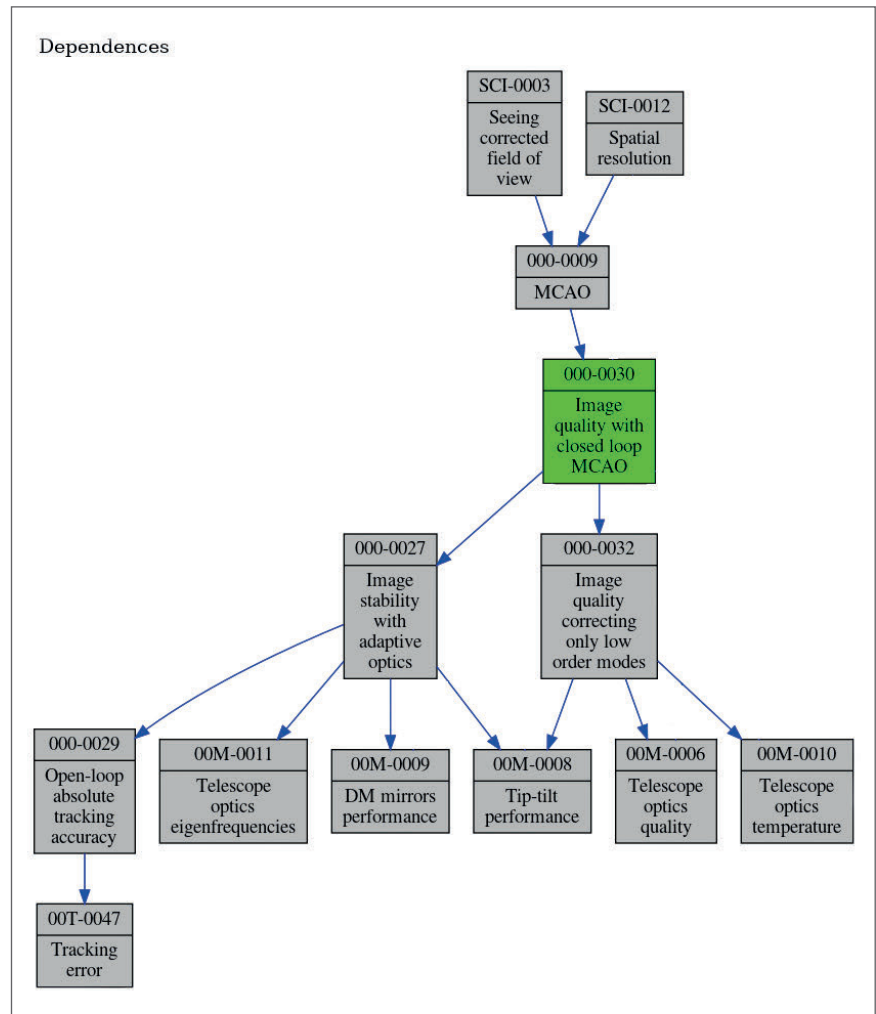 Dependences
SCI-0003
Seeing
corrected
field of
view
SCI-0012
Spatial
resolution
000-0009
MCAO
000-0030
Image
quality with
closed loop
MCAO
000-0027
Image
stability
with
adaptive
optics
000-0032
Image
quality
correcting
only low
order modes
000-0029
Open-loop
absolute
tracking
accuracy
00M-0011
Telescope
optics
eigenfrequencies
00M-0009
DM mirrors
performance
00M-0008
Tip-tilt
performance
00M-0006
Telescope
optics
quality
00M-0010
Telescope
optics
temperature
00T-0047
Tracking
error